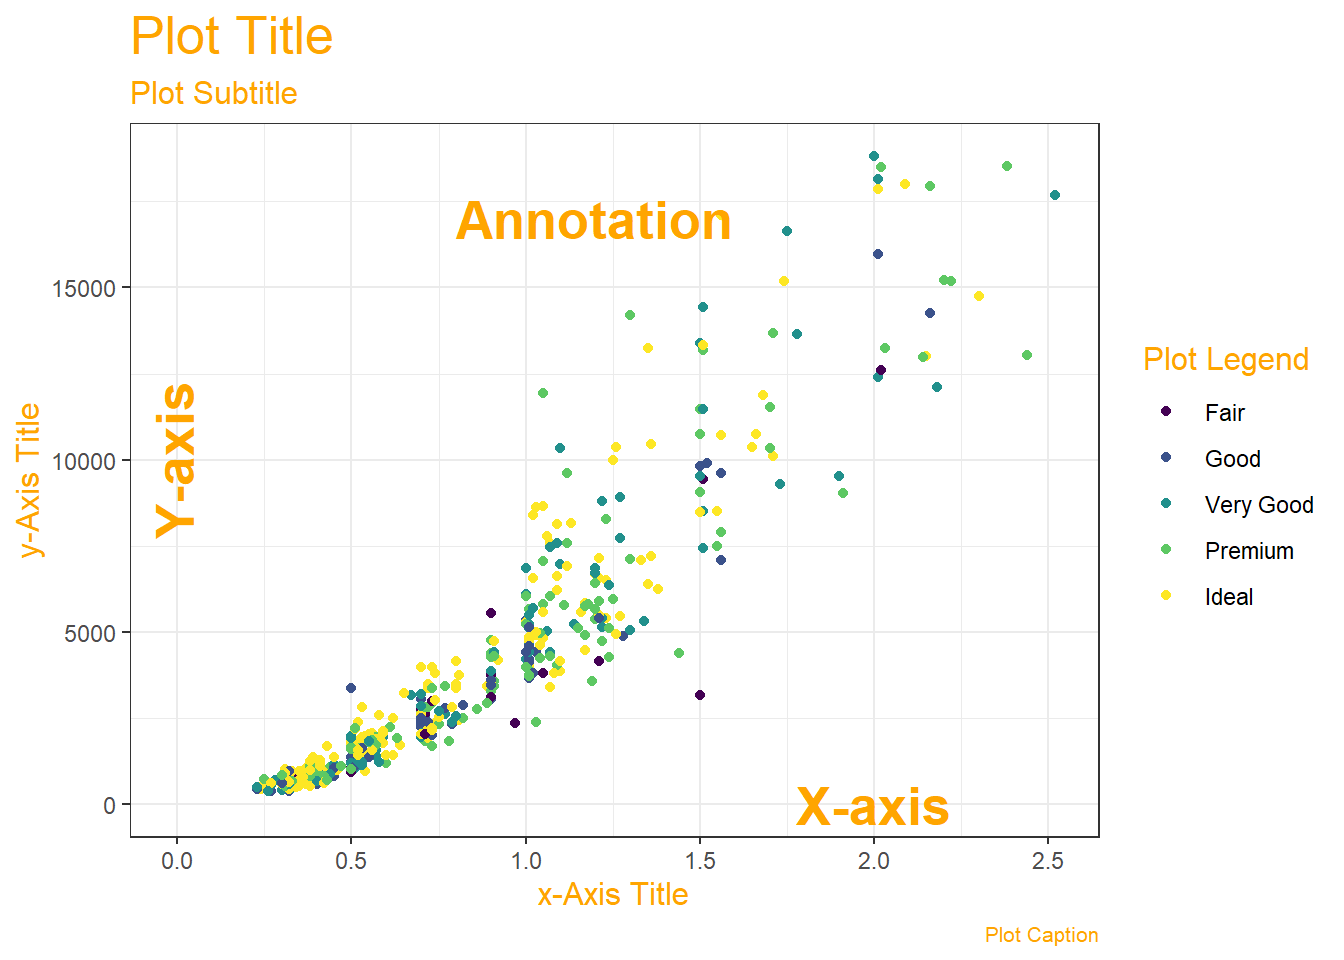 Plot Title
Plot Subtitle
Annotation
15000
10000
5000
0
y-Axis Title
Y-axis
X-axis
0.0 0.5 1.0 1.5 2.0 2.5
x-Axis Title
Plot Caption
Plot Legend
Fair
Good
Very Good
Premium
Ideal